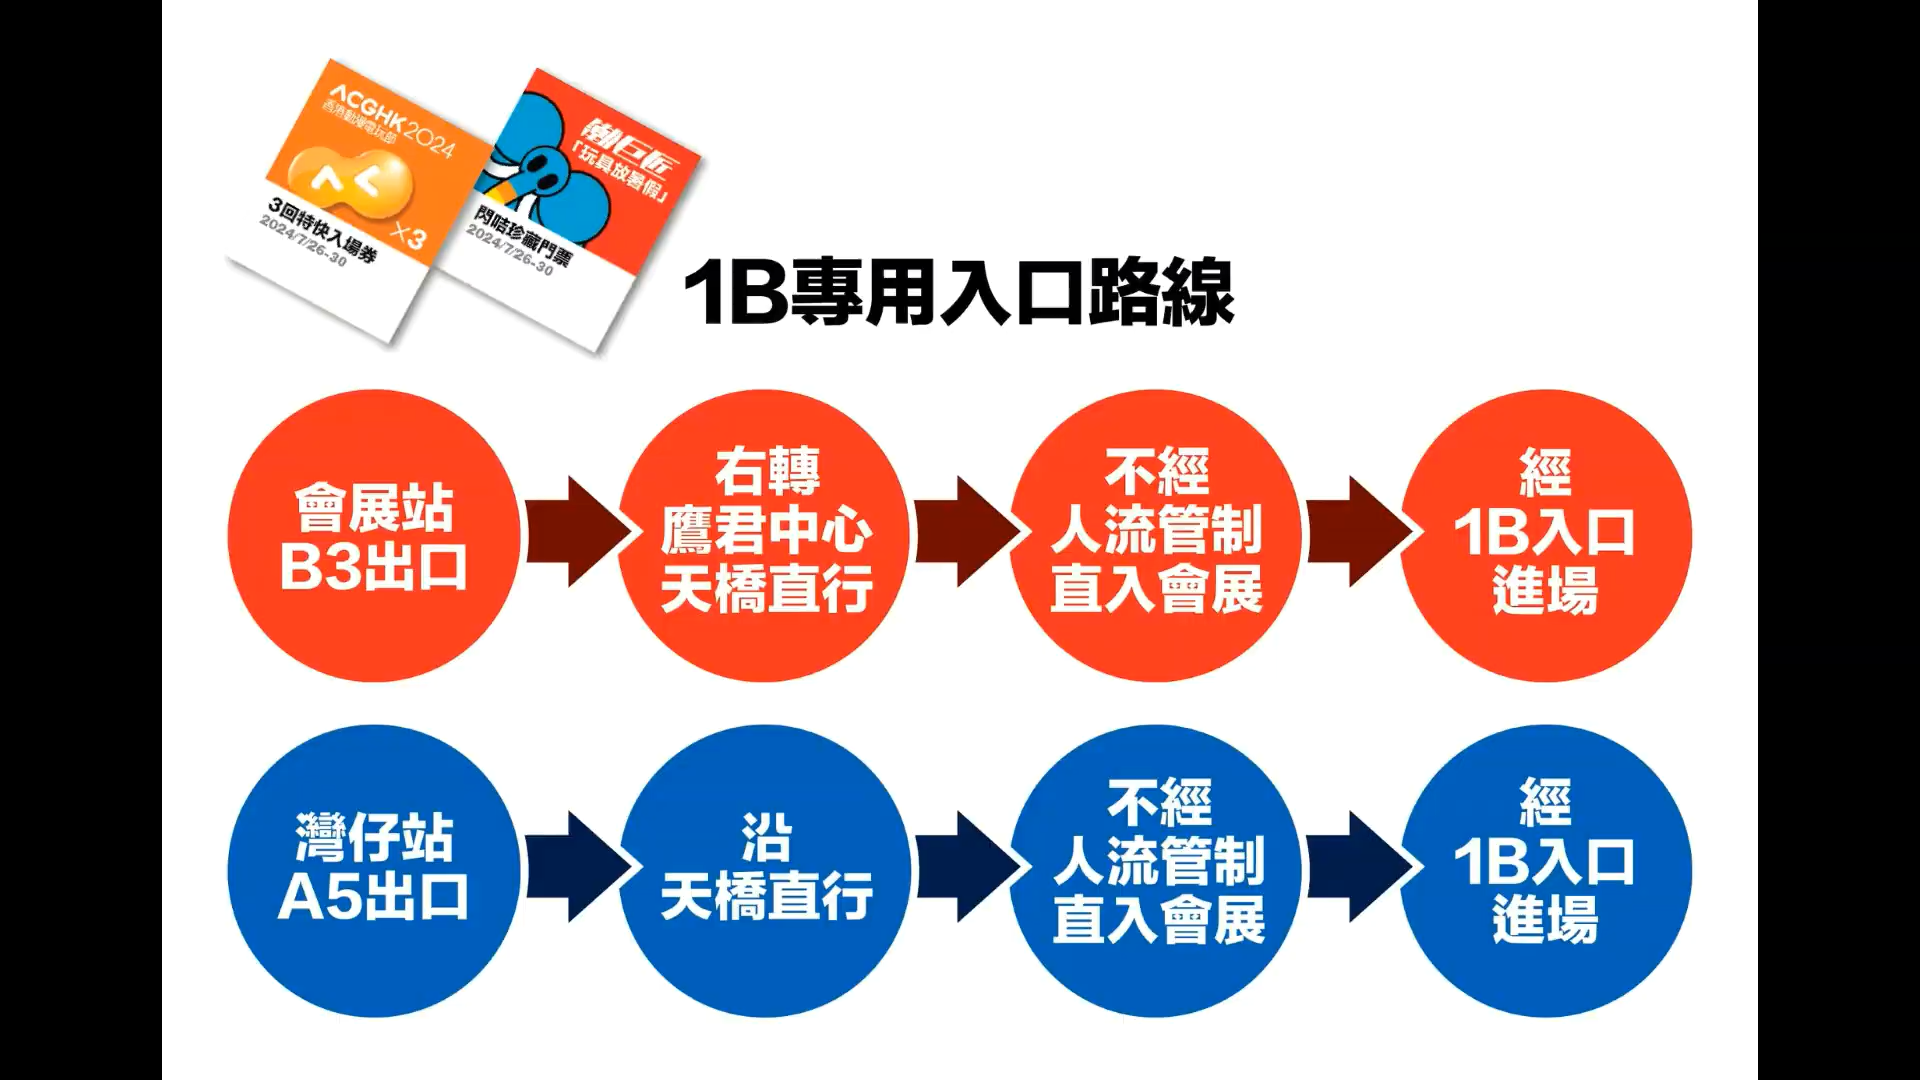 ACGHK2024
香港動漫電玩節
×3
3回特快入場券
2024/7/26-30
潮巨匠
「玩具放暑假」
閃咭珍藏門票
2024/7/26-30
1B專用入口路線
會展站
B3出口
右轉
鷹君中心
天橋直行
不經
人流管制
直入會展
經
1B入口
進場
灣仔站
A5出口
沿
天橋直行
不經
人流管制
直入會展
經
1B入口
進場